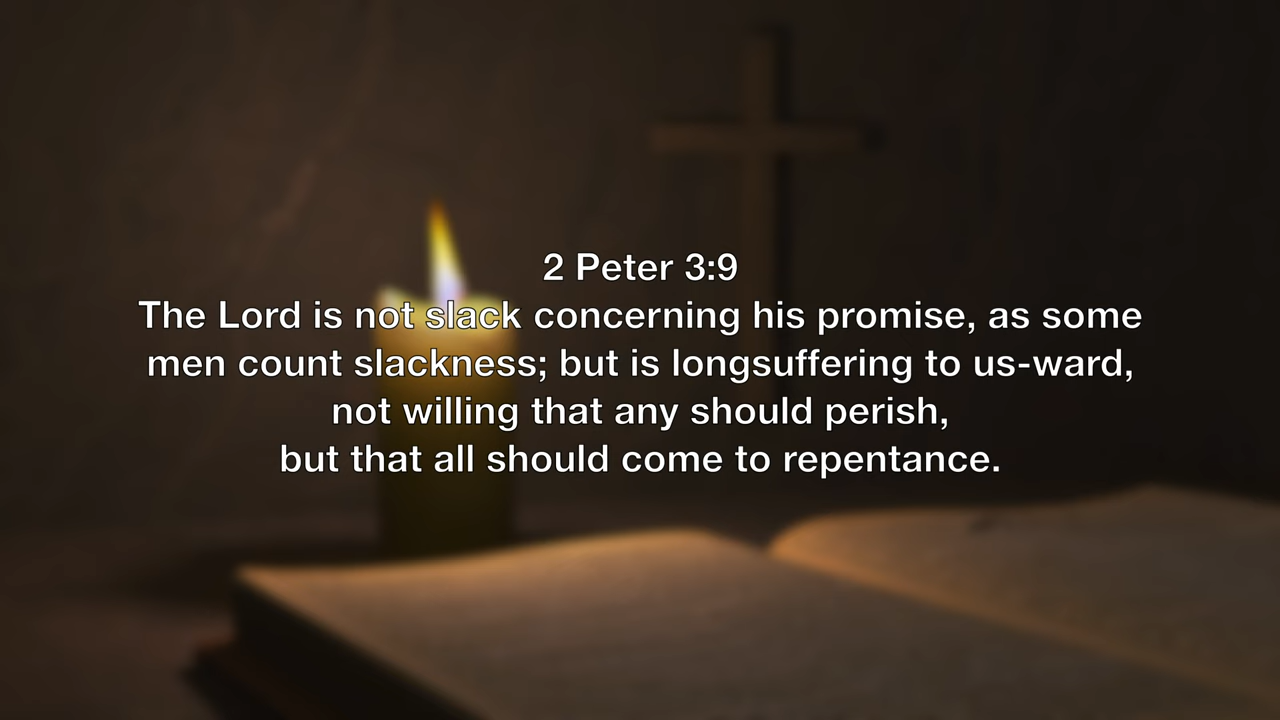 2 Peter 3:9
The Lord is not slack concerning his promise, as some
men count slackness; but is longsuffering to us-ward,
not willing that any should perish,
but that all should come to repentance.